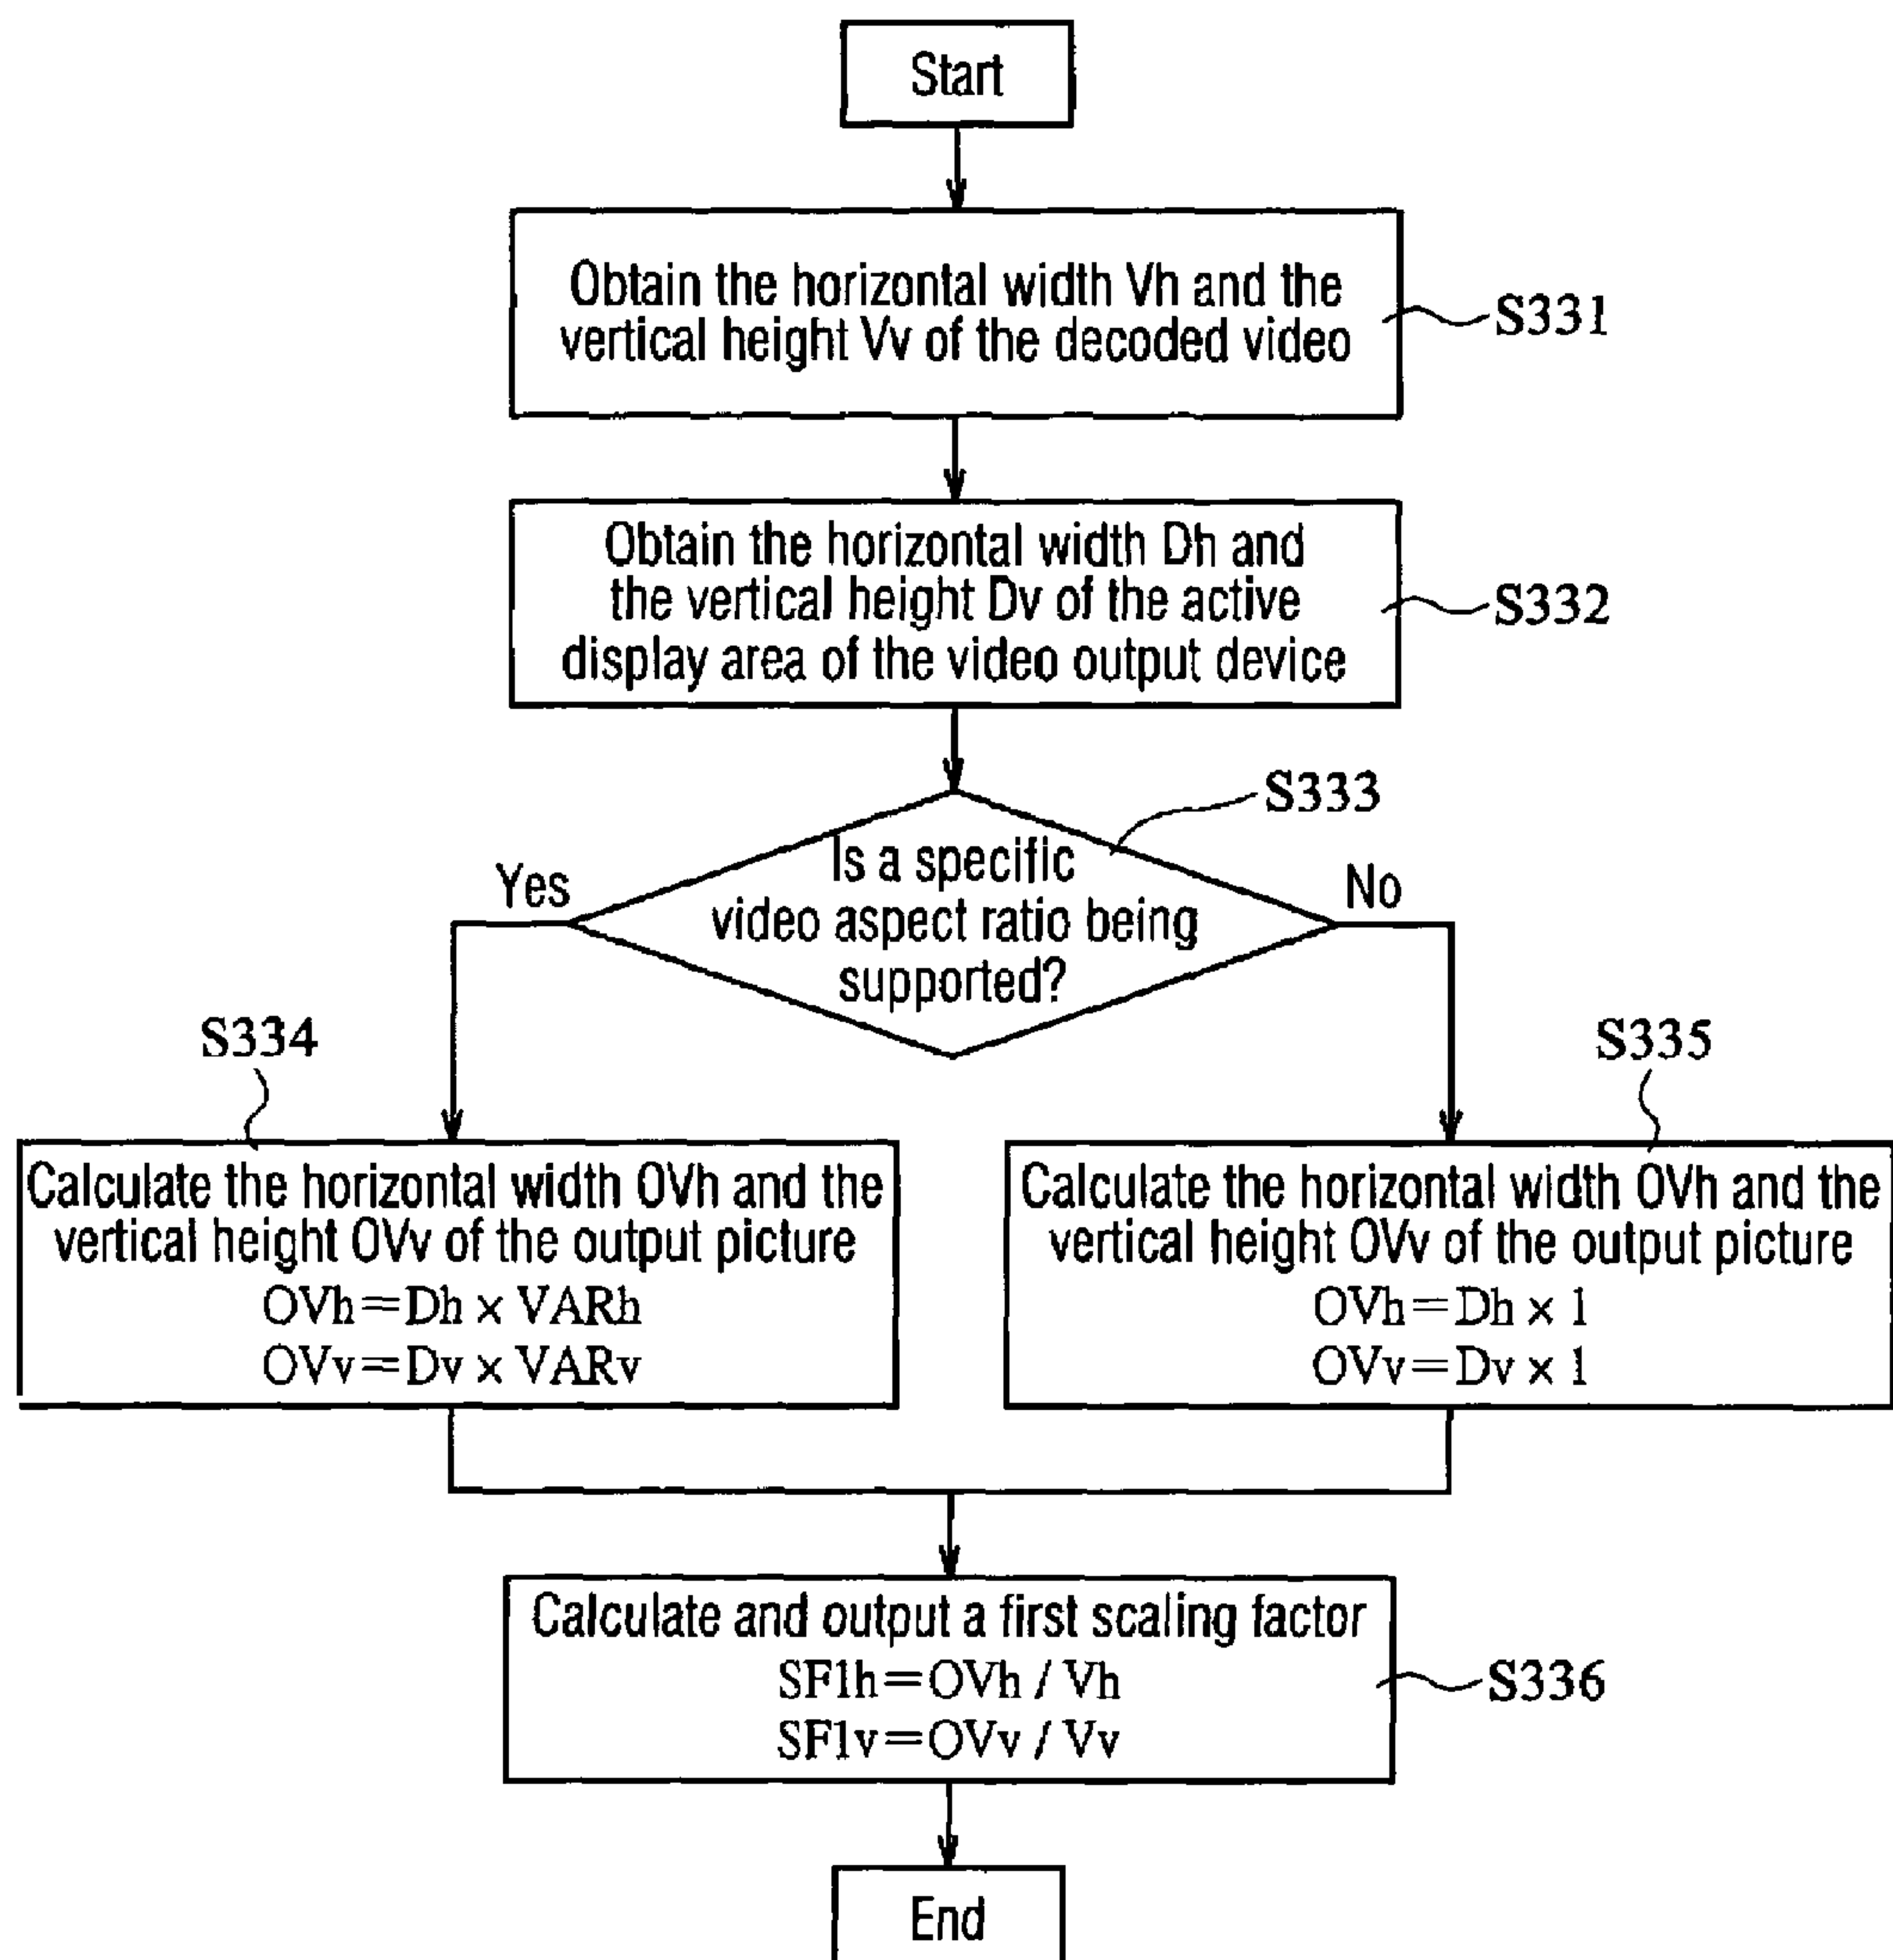 Start
Obtain the horizontal width Vh and the
vertical height Vv of the decoded video
S331
Obtain the horizontal width Dh and
the vertical height Dv of the active
display area of the video output device
S332
S333
Is a specific
video aspect ratio being
supported?
Yes
No
S334
Calculate the horizontal width OVh and the
vertical height OVv of the output picture
OVh=Dh × VARh
OVv=Dv × VARv
S335
Calculate the horizontal width OVh and the
vertical height OVv of the output picture
OVh=Dh × 1
OVv=Dv × 1
Calculate and output a first scaling factor
SF1h=OVh / Vh
SF1v=OVv / Vv
S336
End